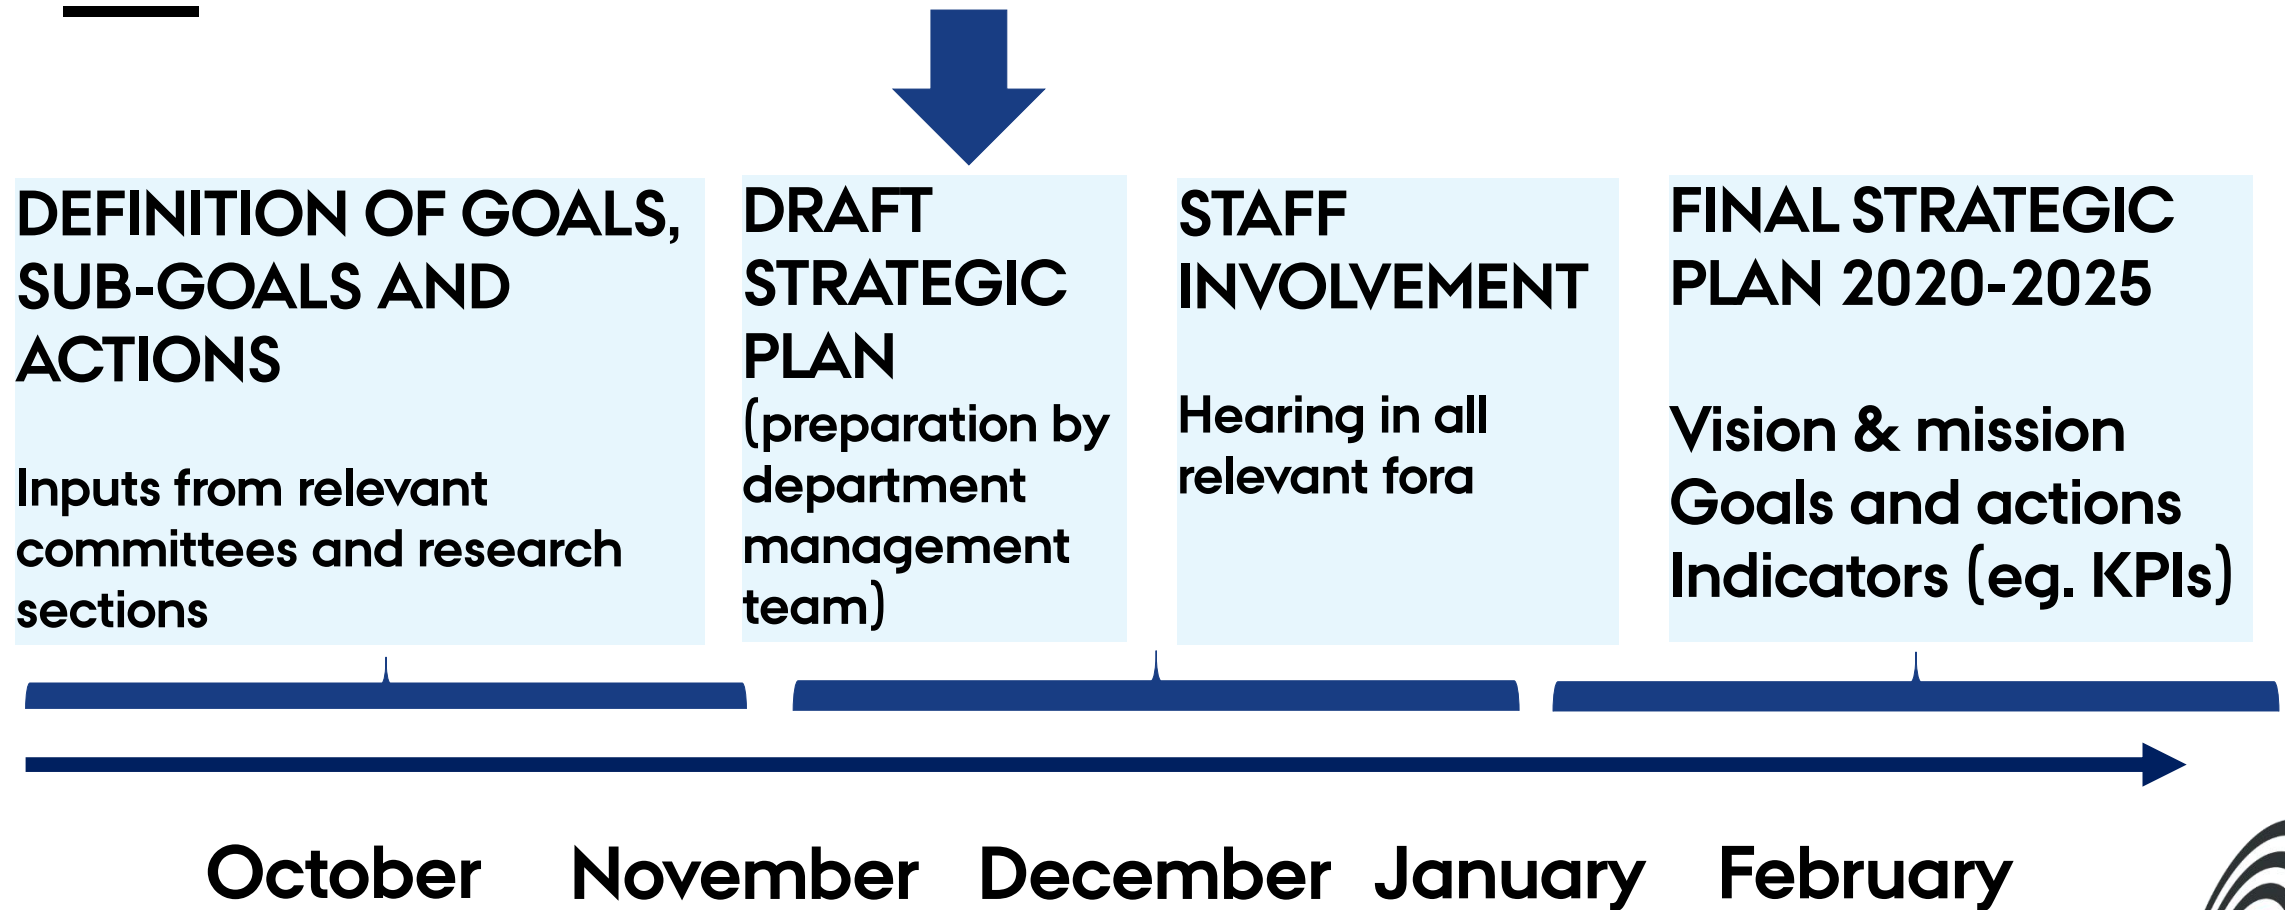 DEFINITION OF GOALS,
SUB-GOALS AND
ACTIONS
Inputs from relevant
committees and research
sections
DRAFT
STRATEGIC
PLAN
(preparation by
department
management
team)
STAFF
INVOLVEMENT
Hearing in all
relevant fora
FINAL STRATEGIC
PLAN 2020-2025
Vision & mission
Goals and actions
Indicators (eg. KPIs)
October November December January February